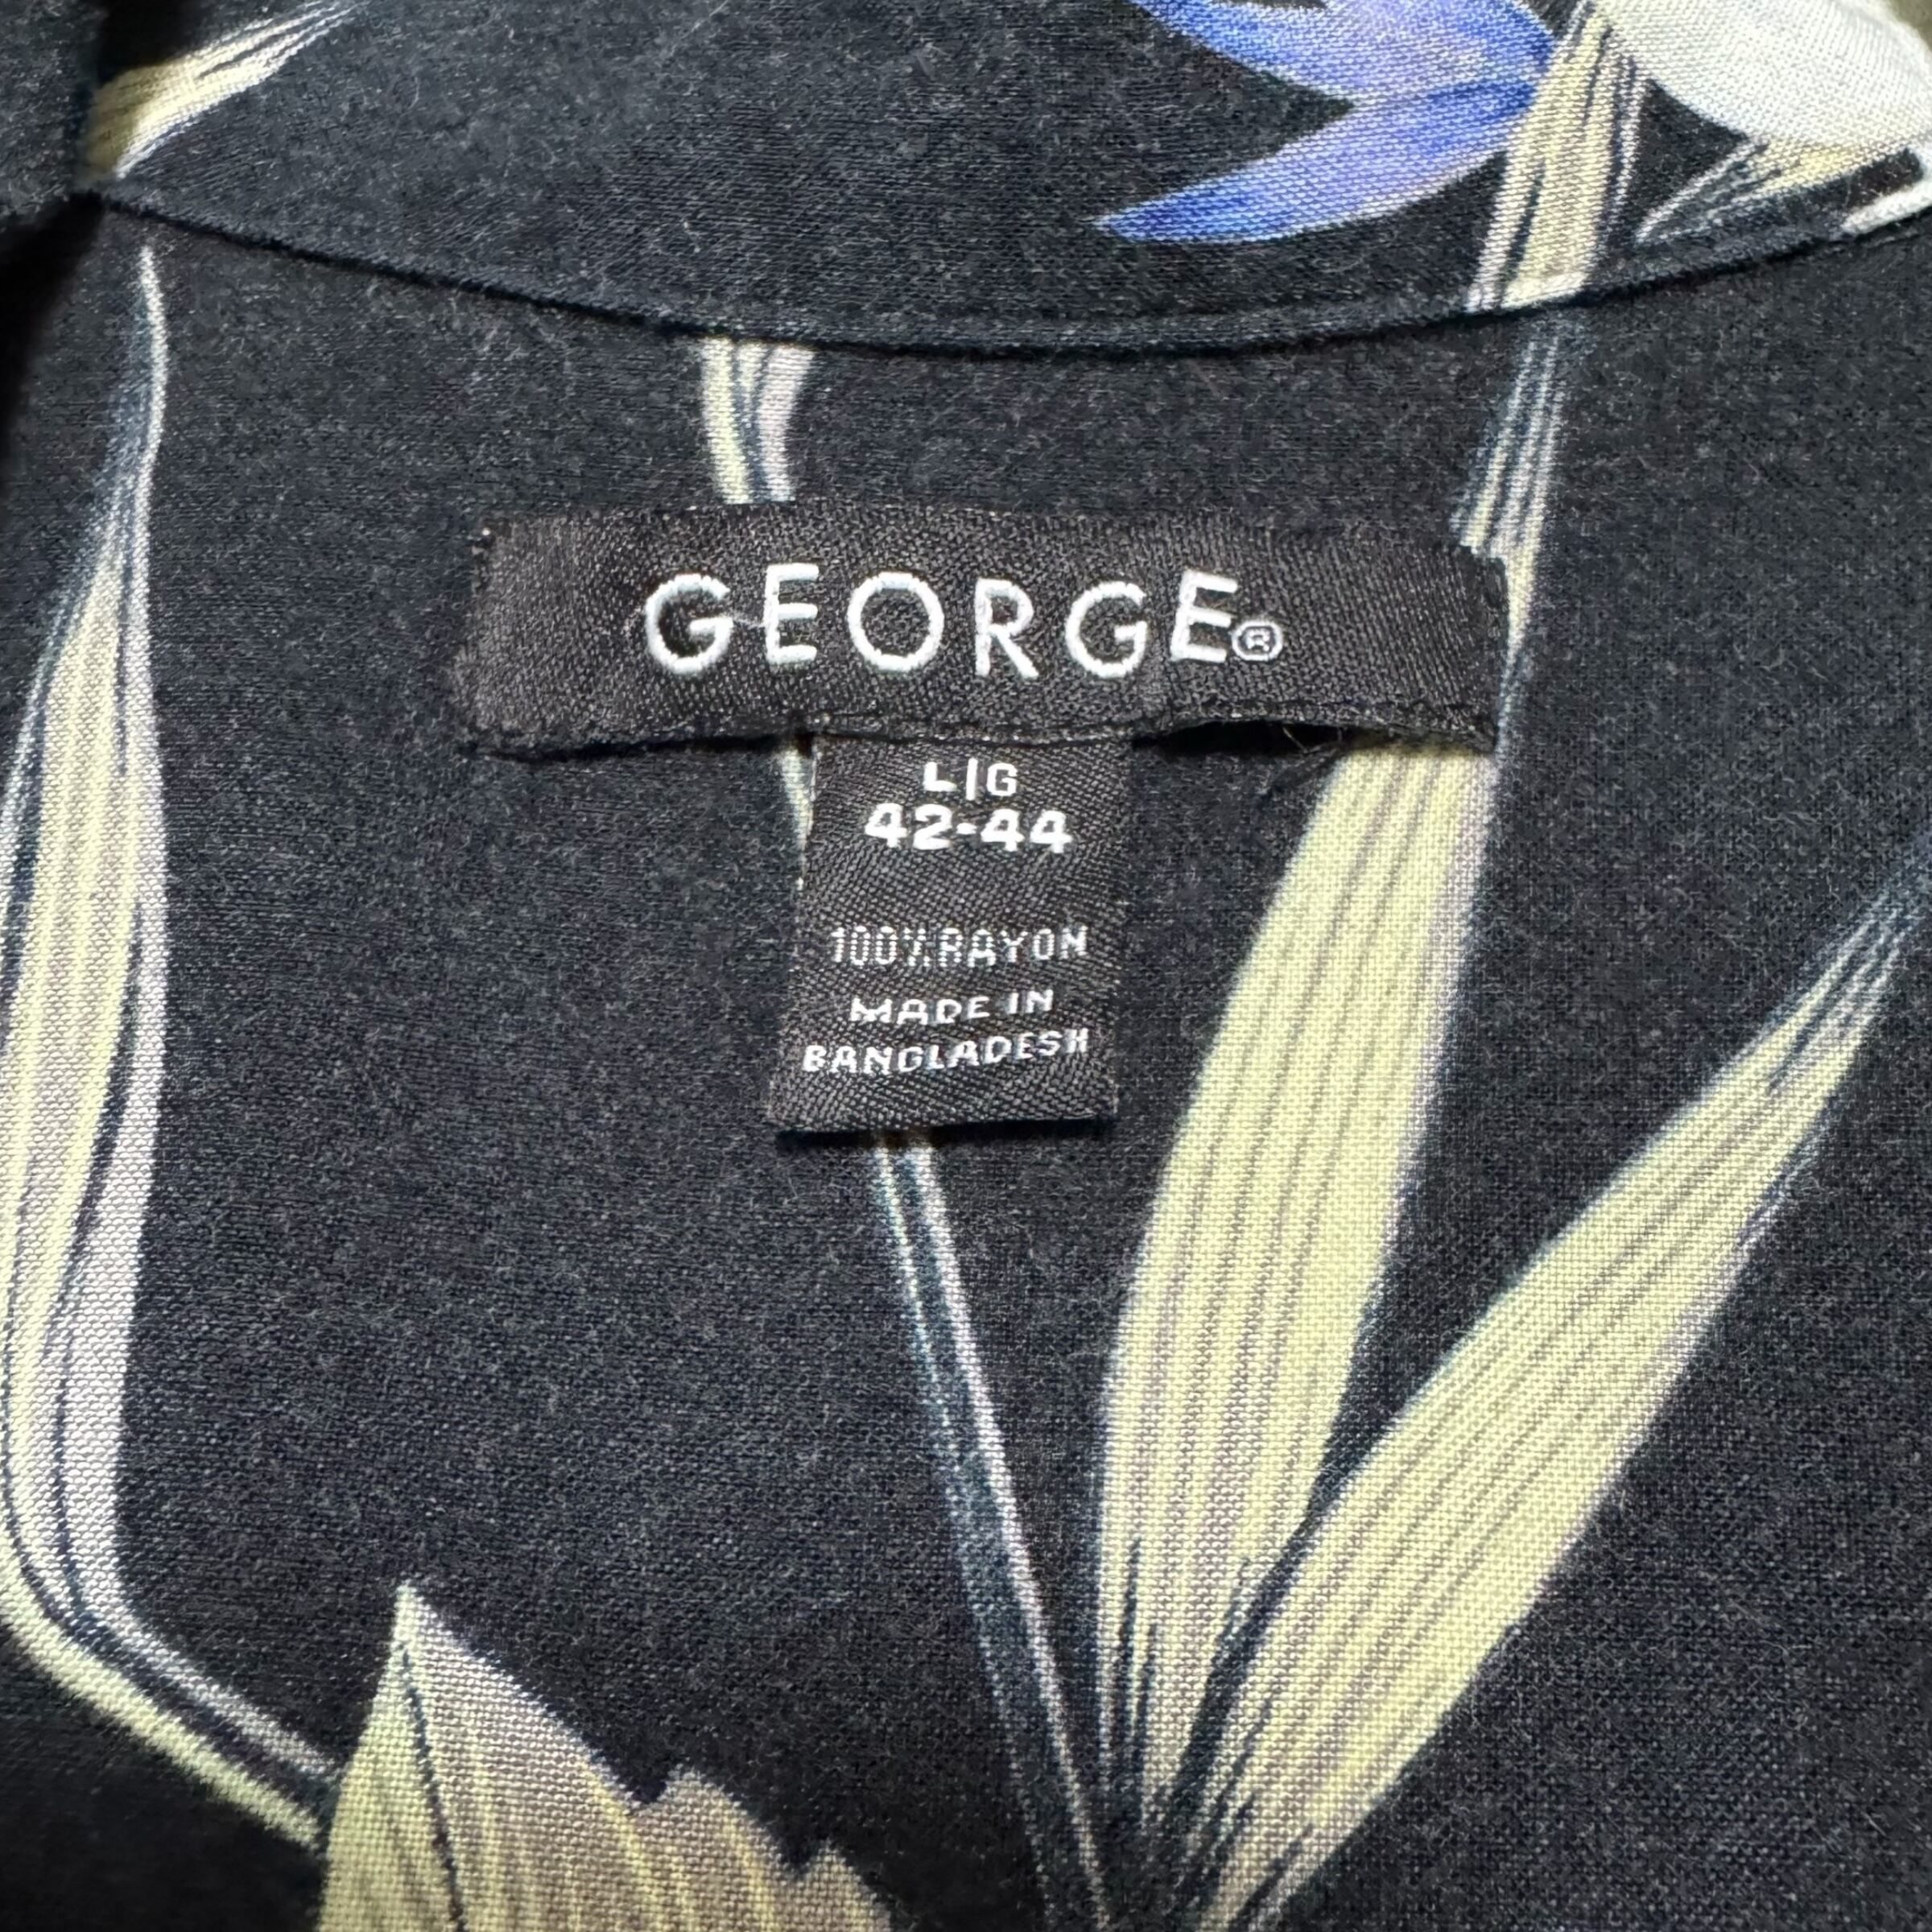 GEORGE®
L|G
42-44
100% RAYON
MADE IN
BANGLADESH